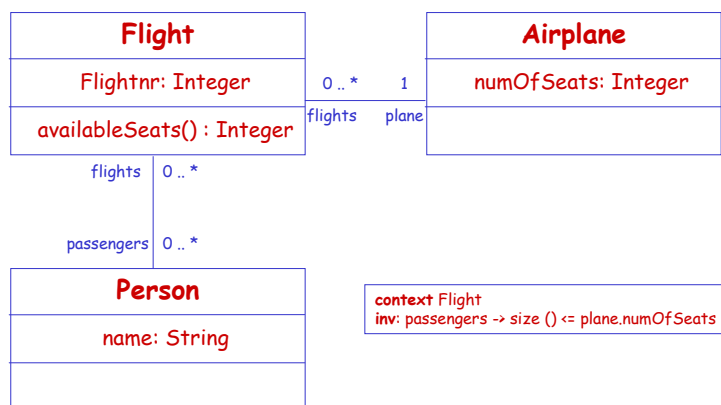 Flight
Airplane
Flightnr: Integer
0 .. *
1
numOfSeats: Integer
availableSeats() : Integer
flights
plane
flights
0 .. *
passengers
0 .. *
Person
name: String
context Flight
inv: passengers -> size () <= plane.numOfSeats